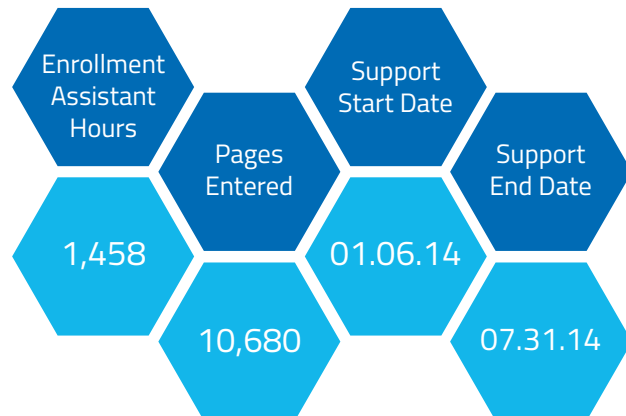 Enrollment
Assistant
Hours
1,458
Pages
Entered
10,680
Support
Start Date
01.06.14
Support
End Date
07.31.14